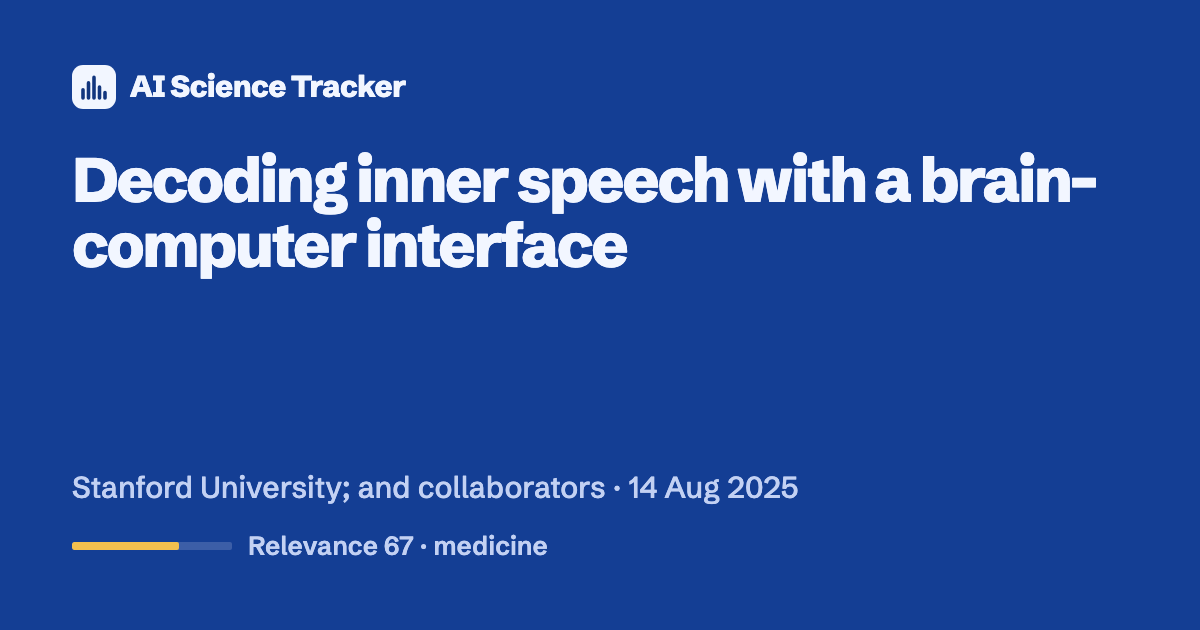 AI Science Tracker
Decoding inner speech with a brain-
computer interface
Stanford University; and collaborators · 14 Aug 2025
Relevance 67 · medicine